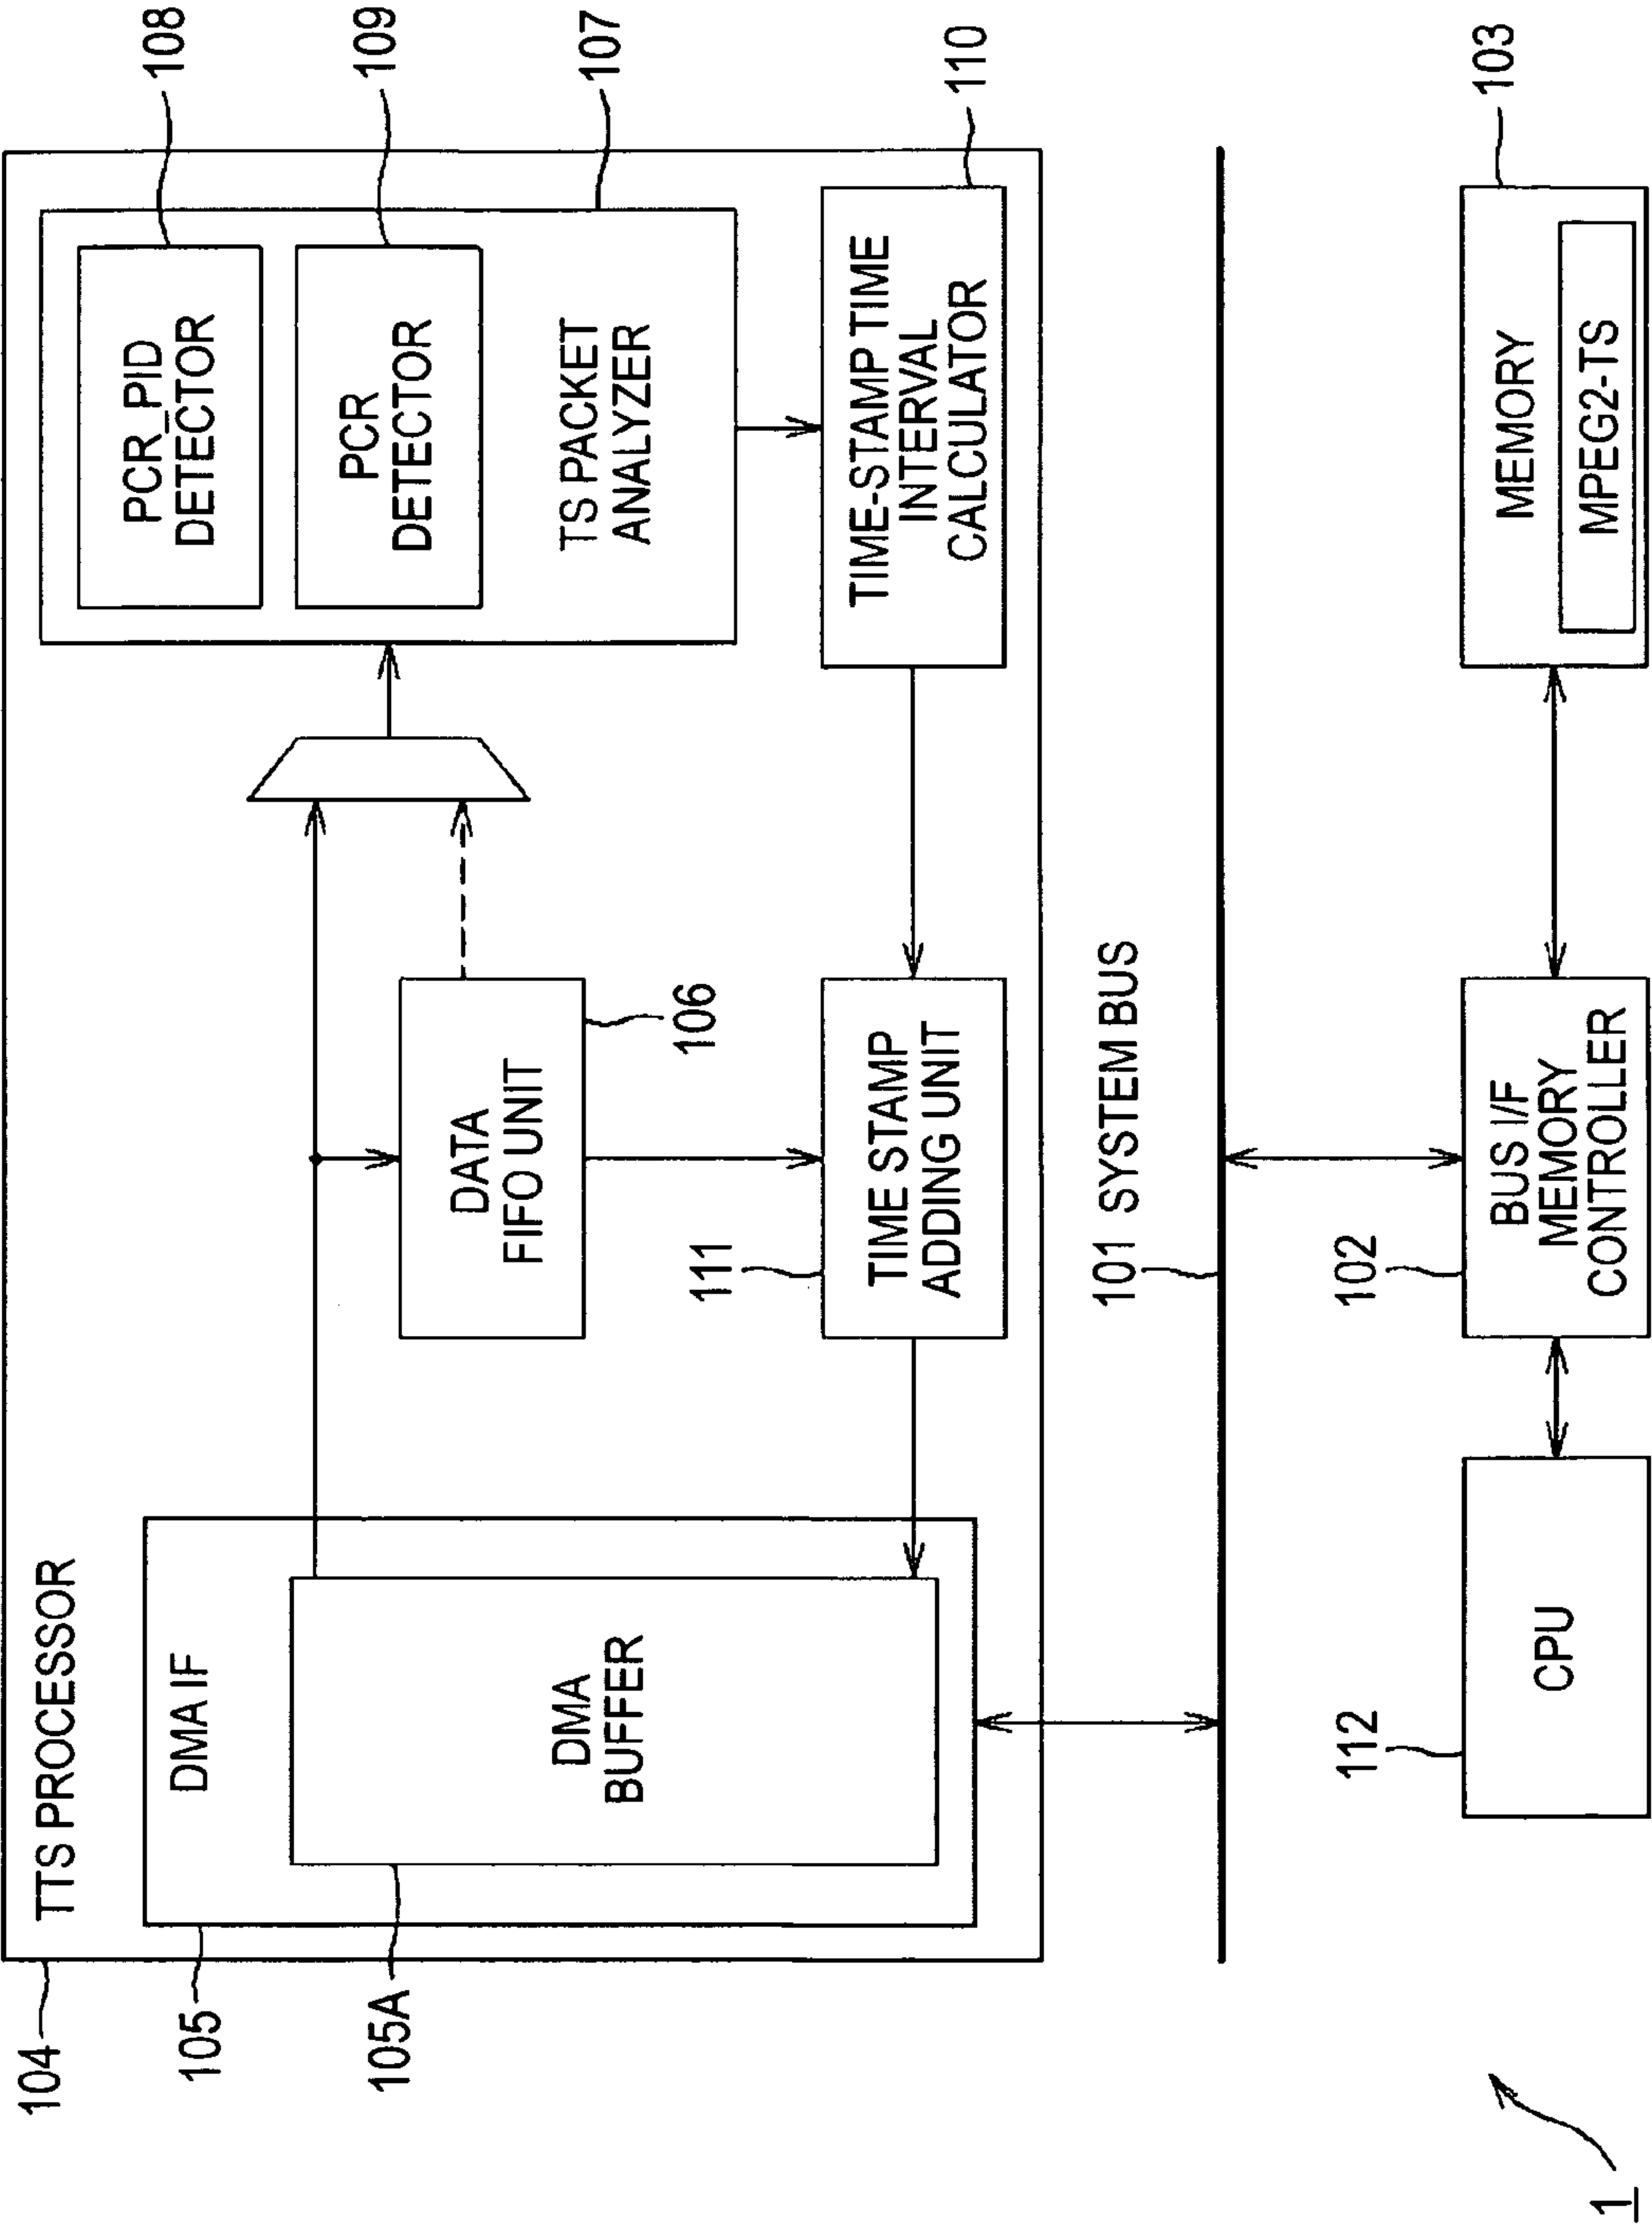 104
TTS PROCESSOR
105
DMA IF
105A
DMA
BUFFER
DATA
FIFO UNIT
106
PCR_PID
DETECTOR
108
PCR
DETECTOR
109
TS PACKET
ANALYZER
107
111
TIME STAMP
ADDING UNIT
TIME-STAMP TIME
INTERVAL
CALCULATOR
110
101 SYSTEM BUS
112
CPU
102
BUS I/F
MEMORY
CONTROLLER
103
MEMORY
MPEG2-TS
1